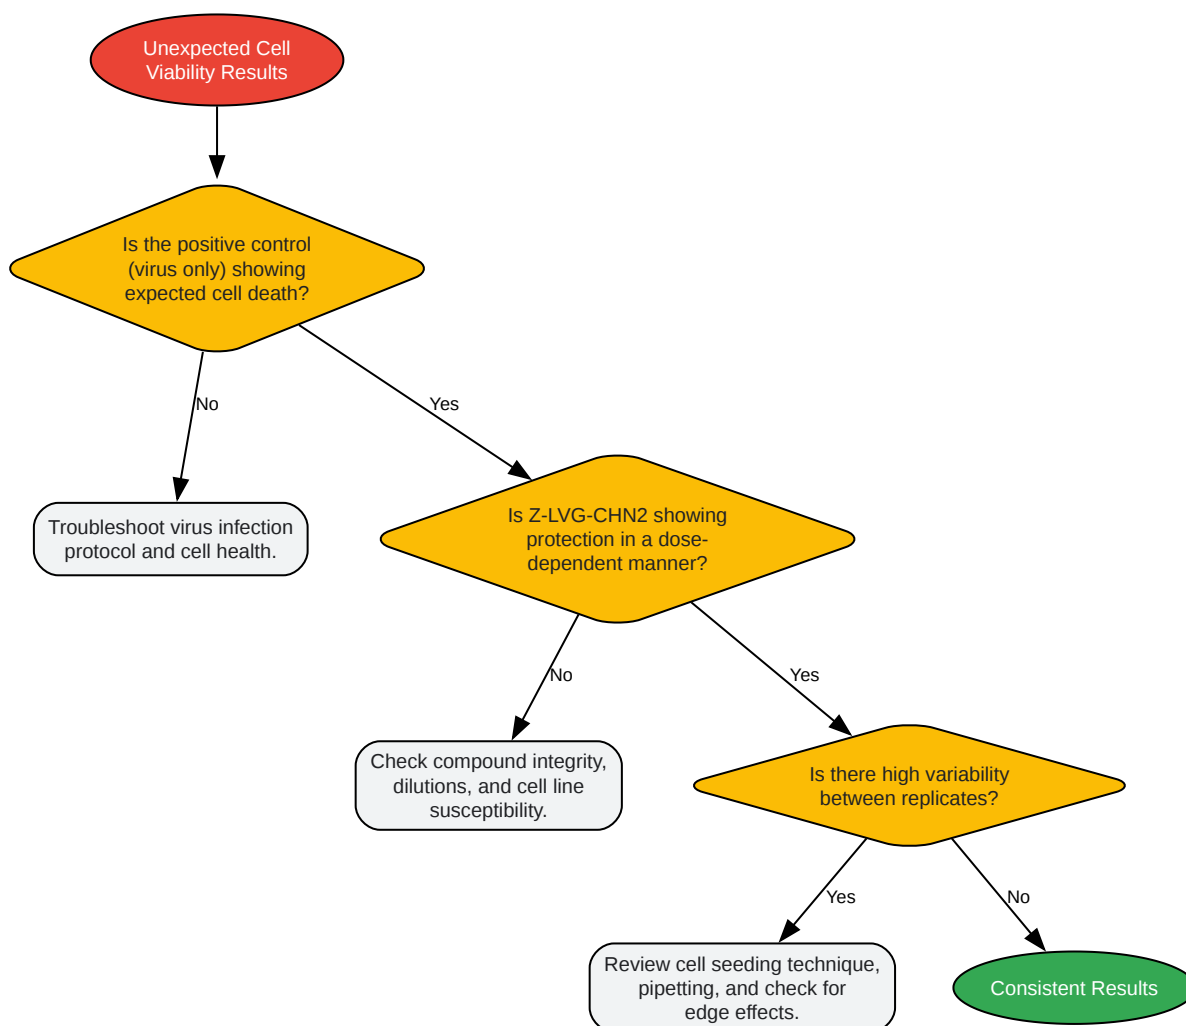 Unexpected Cell
Viability Results
Is the positive control
(virus only) showing
expected cell death?
No
Yes
Troubleshoot virus infection
protocol and cell health.
Is Z-LVG-CHN2 showing
protection in a dose-
dependent manner?
No
Yes
Check compound integrity,
dilutions, and cell line
susceptibility.
Is there high variability
between replicates?
Yes
No
Review cell seeding technique,
pipetting, and check for
edge effects.
Consistent Results